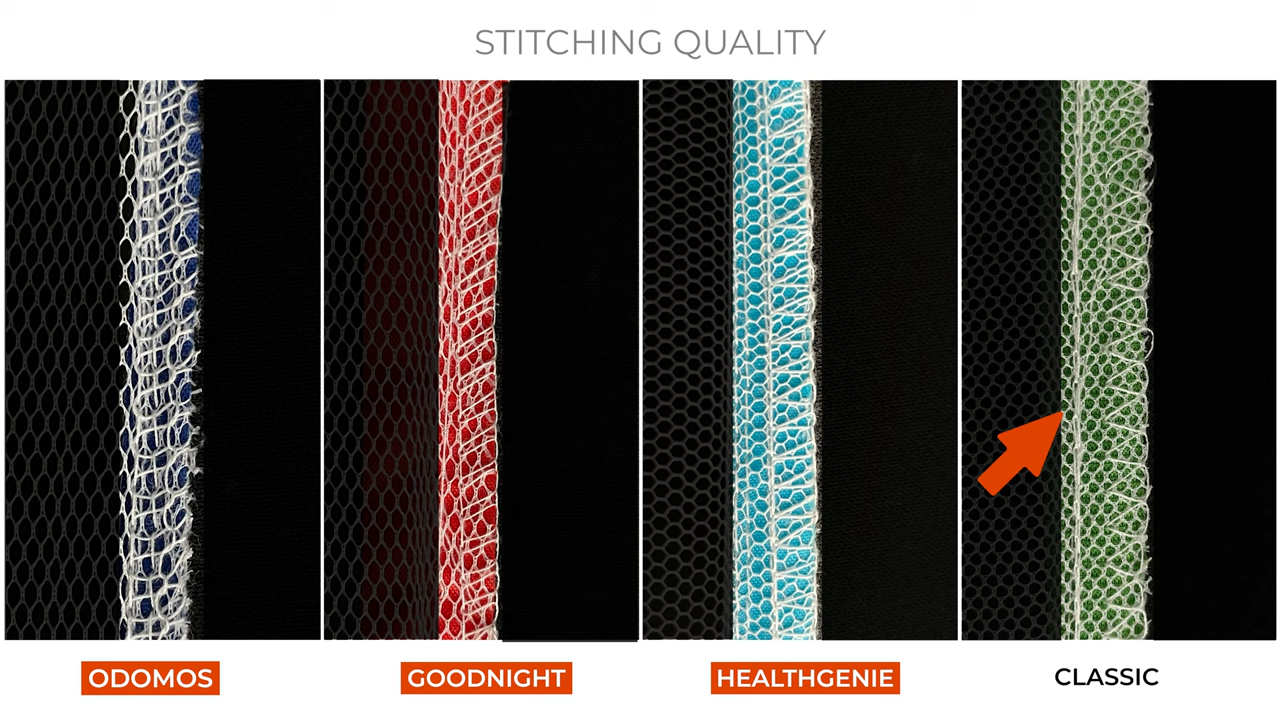 STITCHING QUALITY
ODOMOS
GOODNIGHT
HEALTHGENIE
CLASSIC